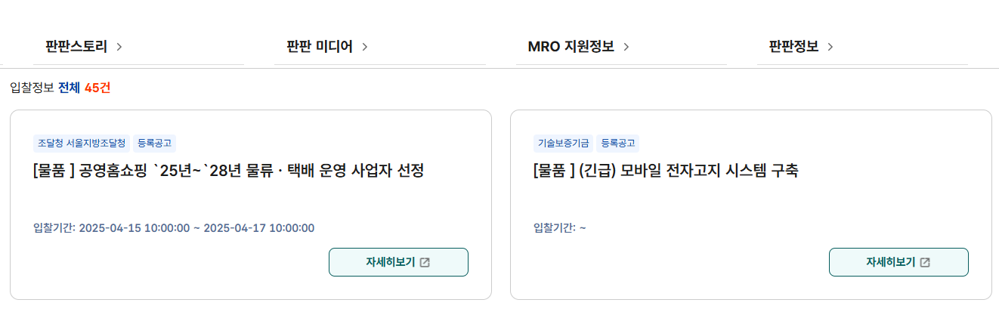 판판스토리 판판 미디어 MRO 지원정보 판판정보
입찰정보 전체 45건
조달청 서울지방조달청 등록공고
[물품 ] 공영홈쇼핑 `25년~`28년 물류 · 택배 운영 사업자 선정
입찰기간: 2025-04-15 10:00:00 ~ 2025-04-17 10:00:00
자세히보기
기술보증기금 등록공고
[물품 ] (긴급) 모바일 전자고지 시스템 구축
입찰기간: ~
자세히보기